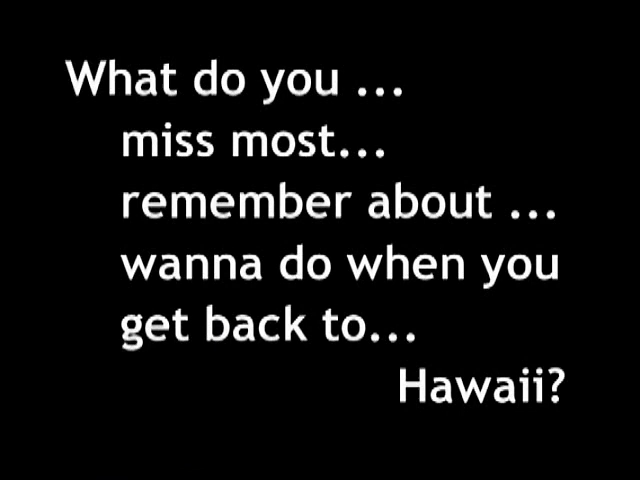 What do you ...
miss most...
remember about ...
wanna do when you
get back to...
Hawaii?